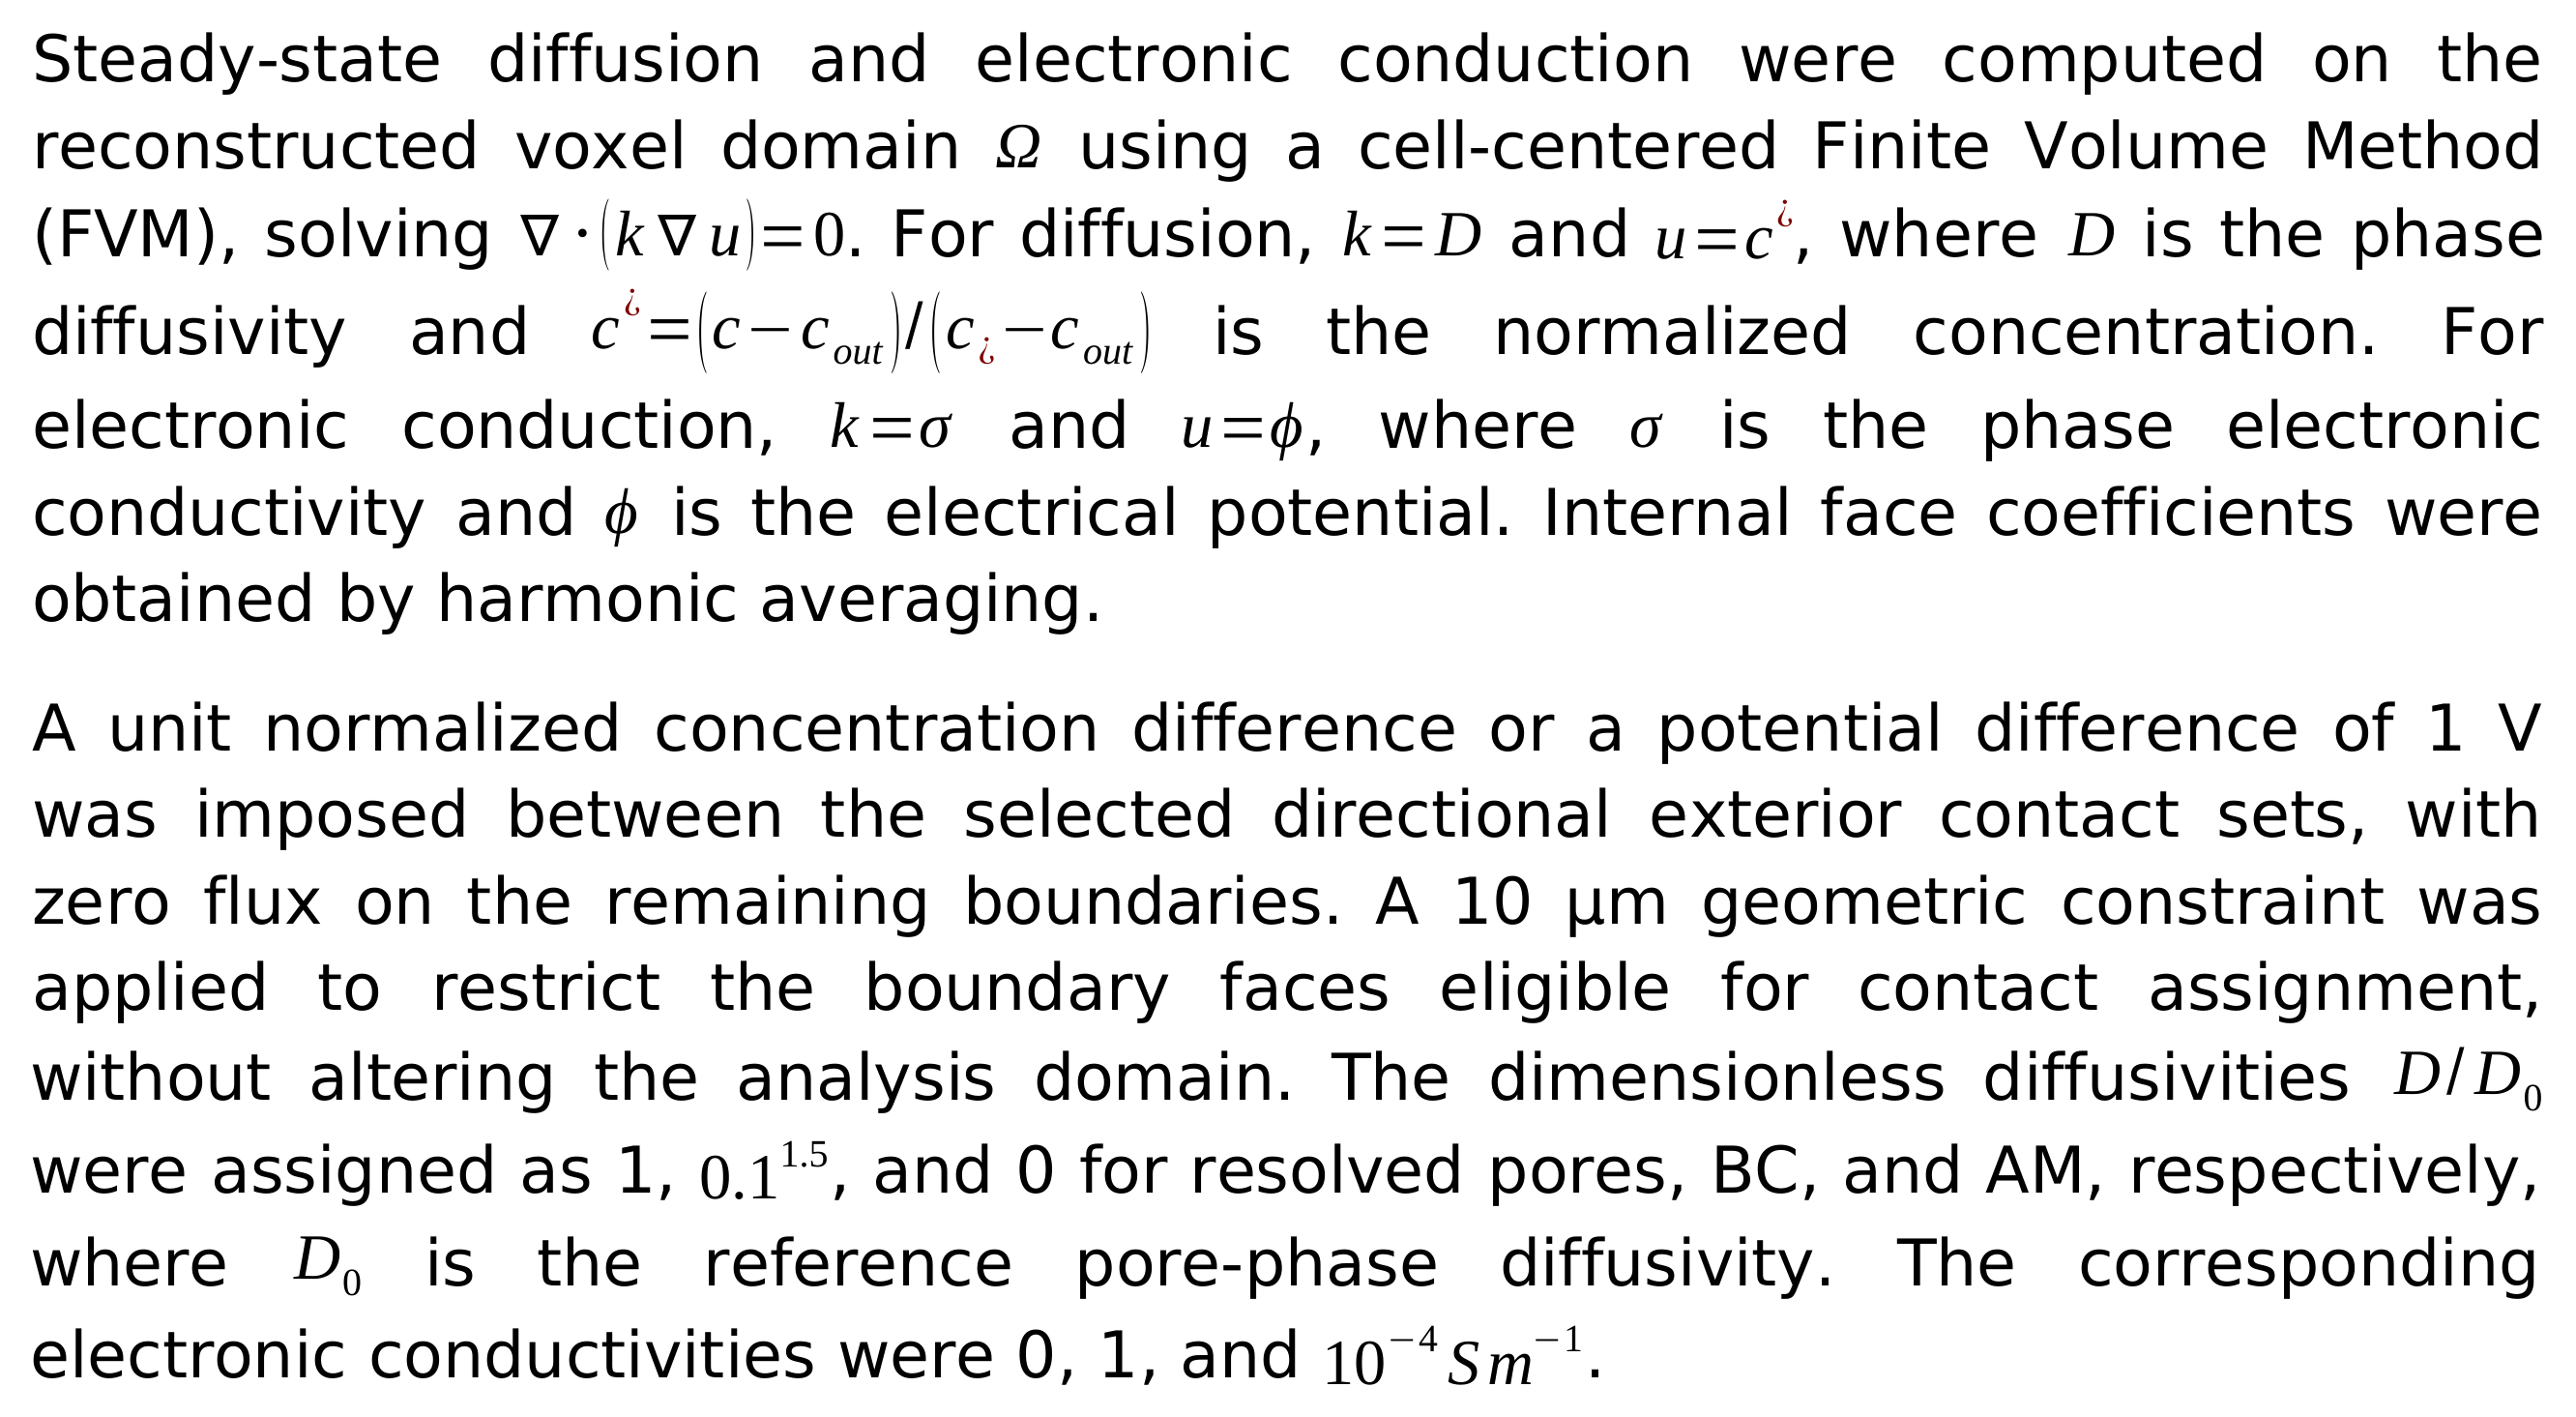 Steady-state diffusion and electronic conduction were computed on the
reconstructed voxel domain Ω using a cell-centered Finite Volume Method
(FVM), solving ∇·(k∇u)=0. For diffusion, k=D and u=c^¿, where D is the phase
diffusivity and c^¿=(c−c_out)/(c_¿−c_out) is the normalized concentration. For
electronic conduction, k=σ and u=ϕ, where σ is the phase electronic
conductivity and ϕ is the electrical potential. Internal face coefficients were
obtained by harmonic averaging.
A unit normalized concentration difference or a potential difference of 1 V
was imposed between the selected directional exterior contact sets, with
zero flux on the remaining boundaries. A 10 µm geometric constraint was
applied to restrict the boundary faces eligible for contact assignment,
without altering the analysis domain. The dimensionless diffusivities D/D₀
were assigned as 1, 0.1^1.5, and 0 for resolved pores, BC, and AM, respectively,
where D₀ is the reference pore-phase diffusivity. The corresponding
electronic conductivities were 0, 1, and 10⁻⁴ S m⁻¹.